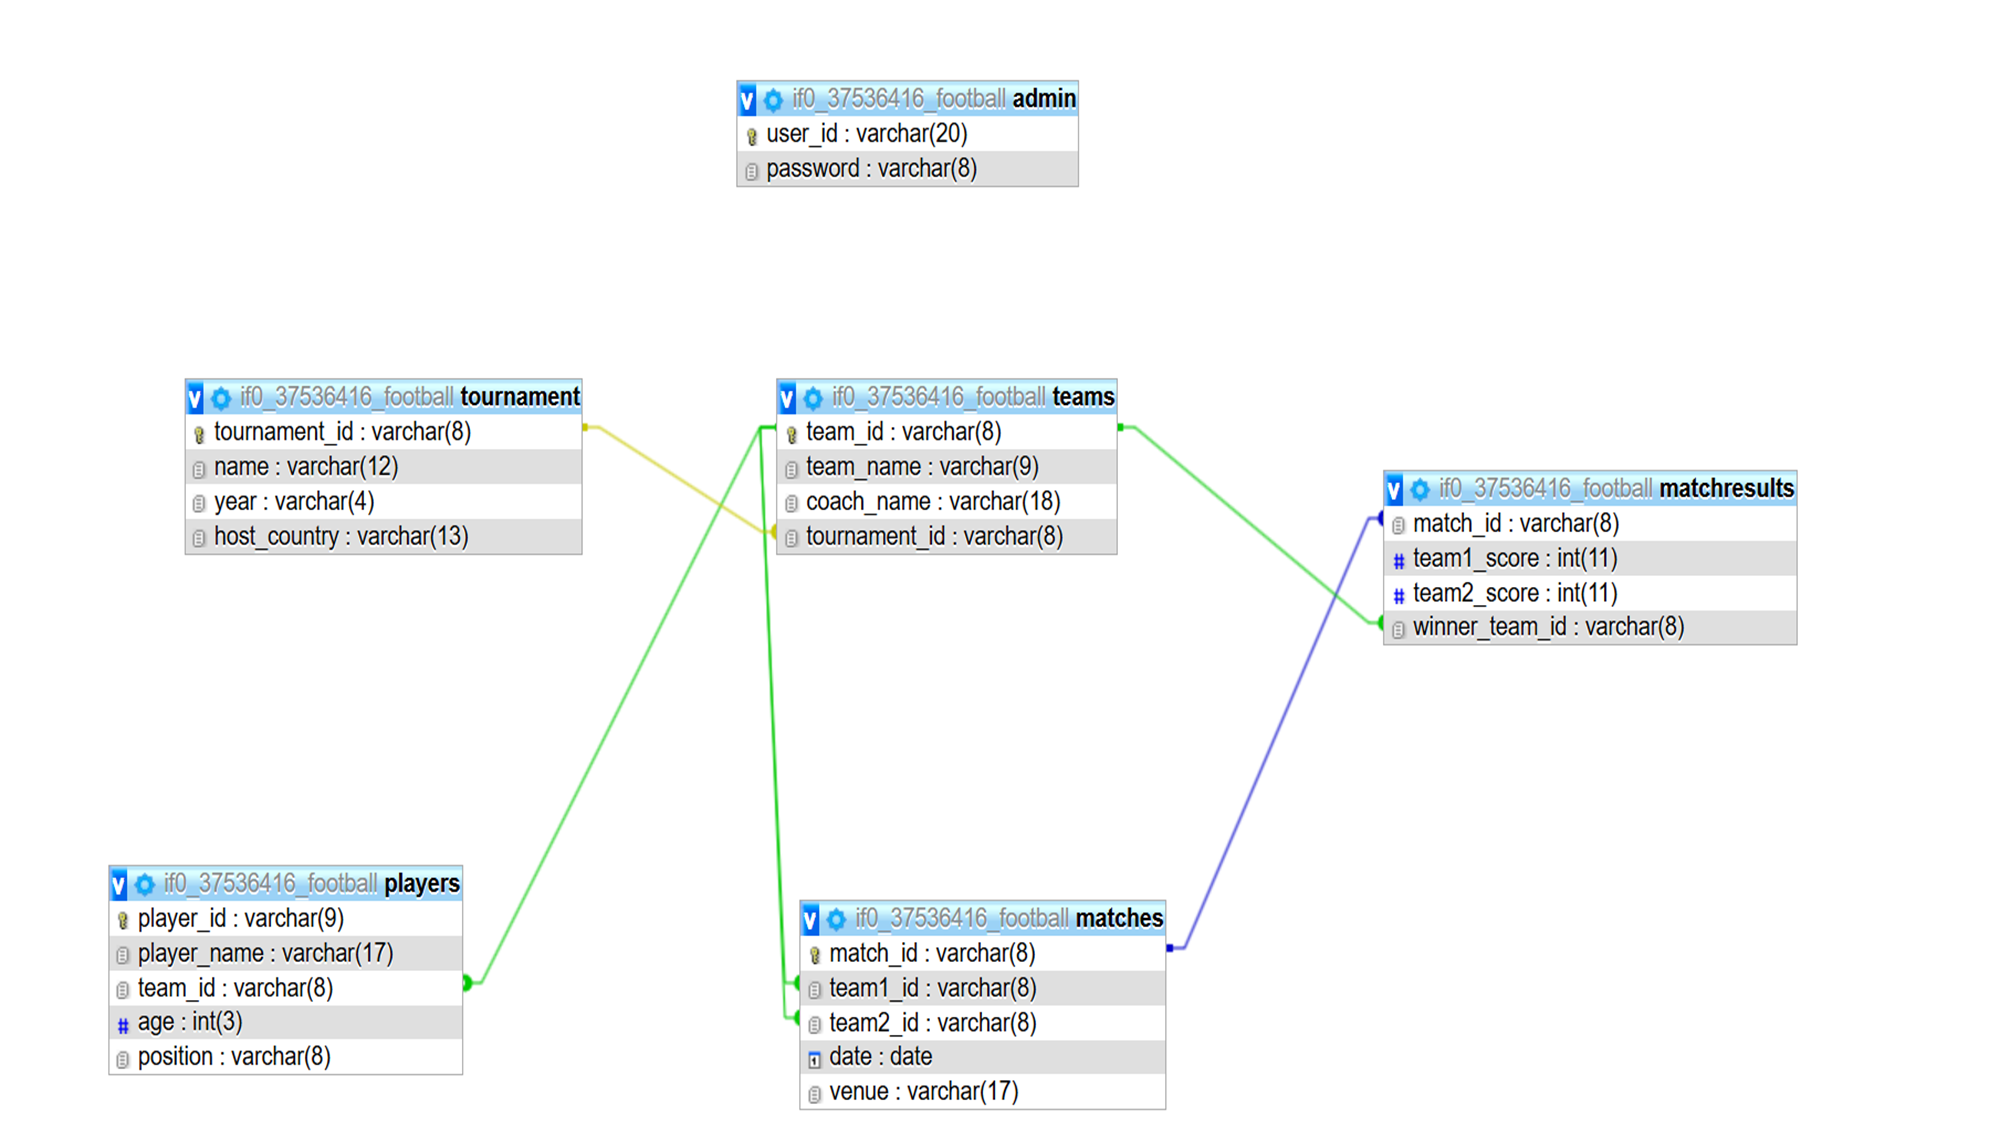 if0_37536416_football admin
user_id : varchar(20)
password : varchar(8)
if0_37536416_football tournament
tournament_id : varchar(8)
name : varchar(12)
year : varchar(4)
host_country : varchar(13)
if0_37536416_football teams
team_id : varchar(8)
team_name : varchar(9)
coach_name : varchar(18)
tournament_id : varchar(8)
if0_37536416_football matchresults
match_id : varchar(8)
team1_score : int(11)
team2_score : int(11)
winner_team_id : varchar(8)
if0_37536416_football players
player_id : varchar(9)
player_name : varchar(17)
team_id : varchar(8)
age : int(3)
position : varchar(8)
if0_37536416_football matches
match_id : varchar(8)
team1_id : varchar(8)
team2_id : varchar(8)
date : date
venue : varchar(17)